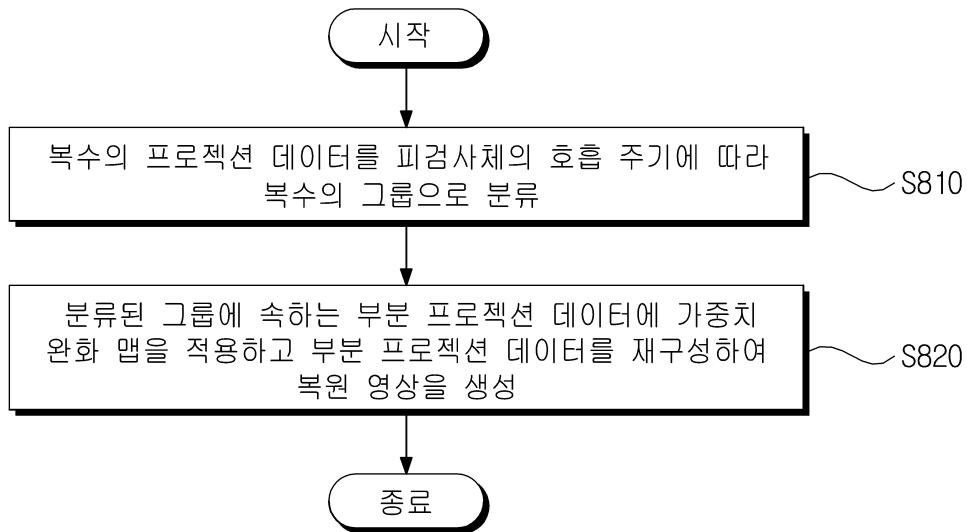 시작
복수의 프로젝션 데이터를 피검사체의 호흡 주기에 따라
복수의 그룹으로 분류
S810
분류된 그룹에 속하는 부분 프로젝션 데이터에 가중치
완화 맵을 적용하고 부분 프로젝션 데이터를 재구성하여
복원 영상을 생성
S820
종료